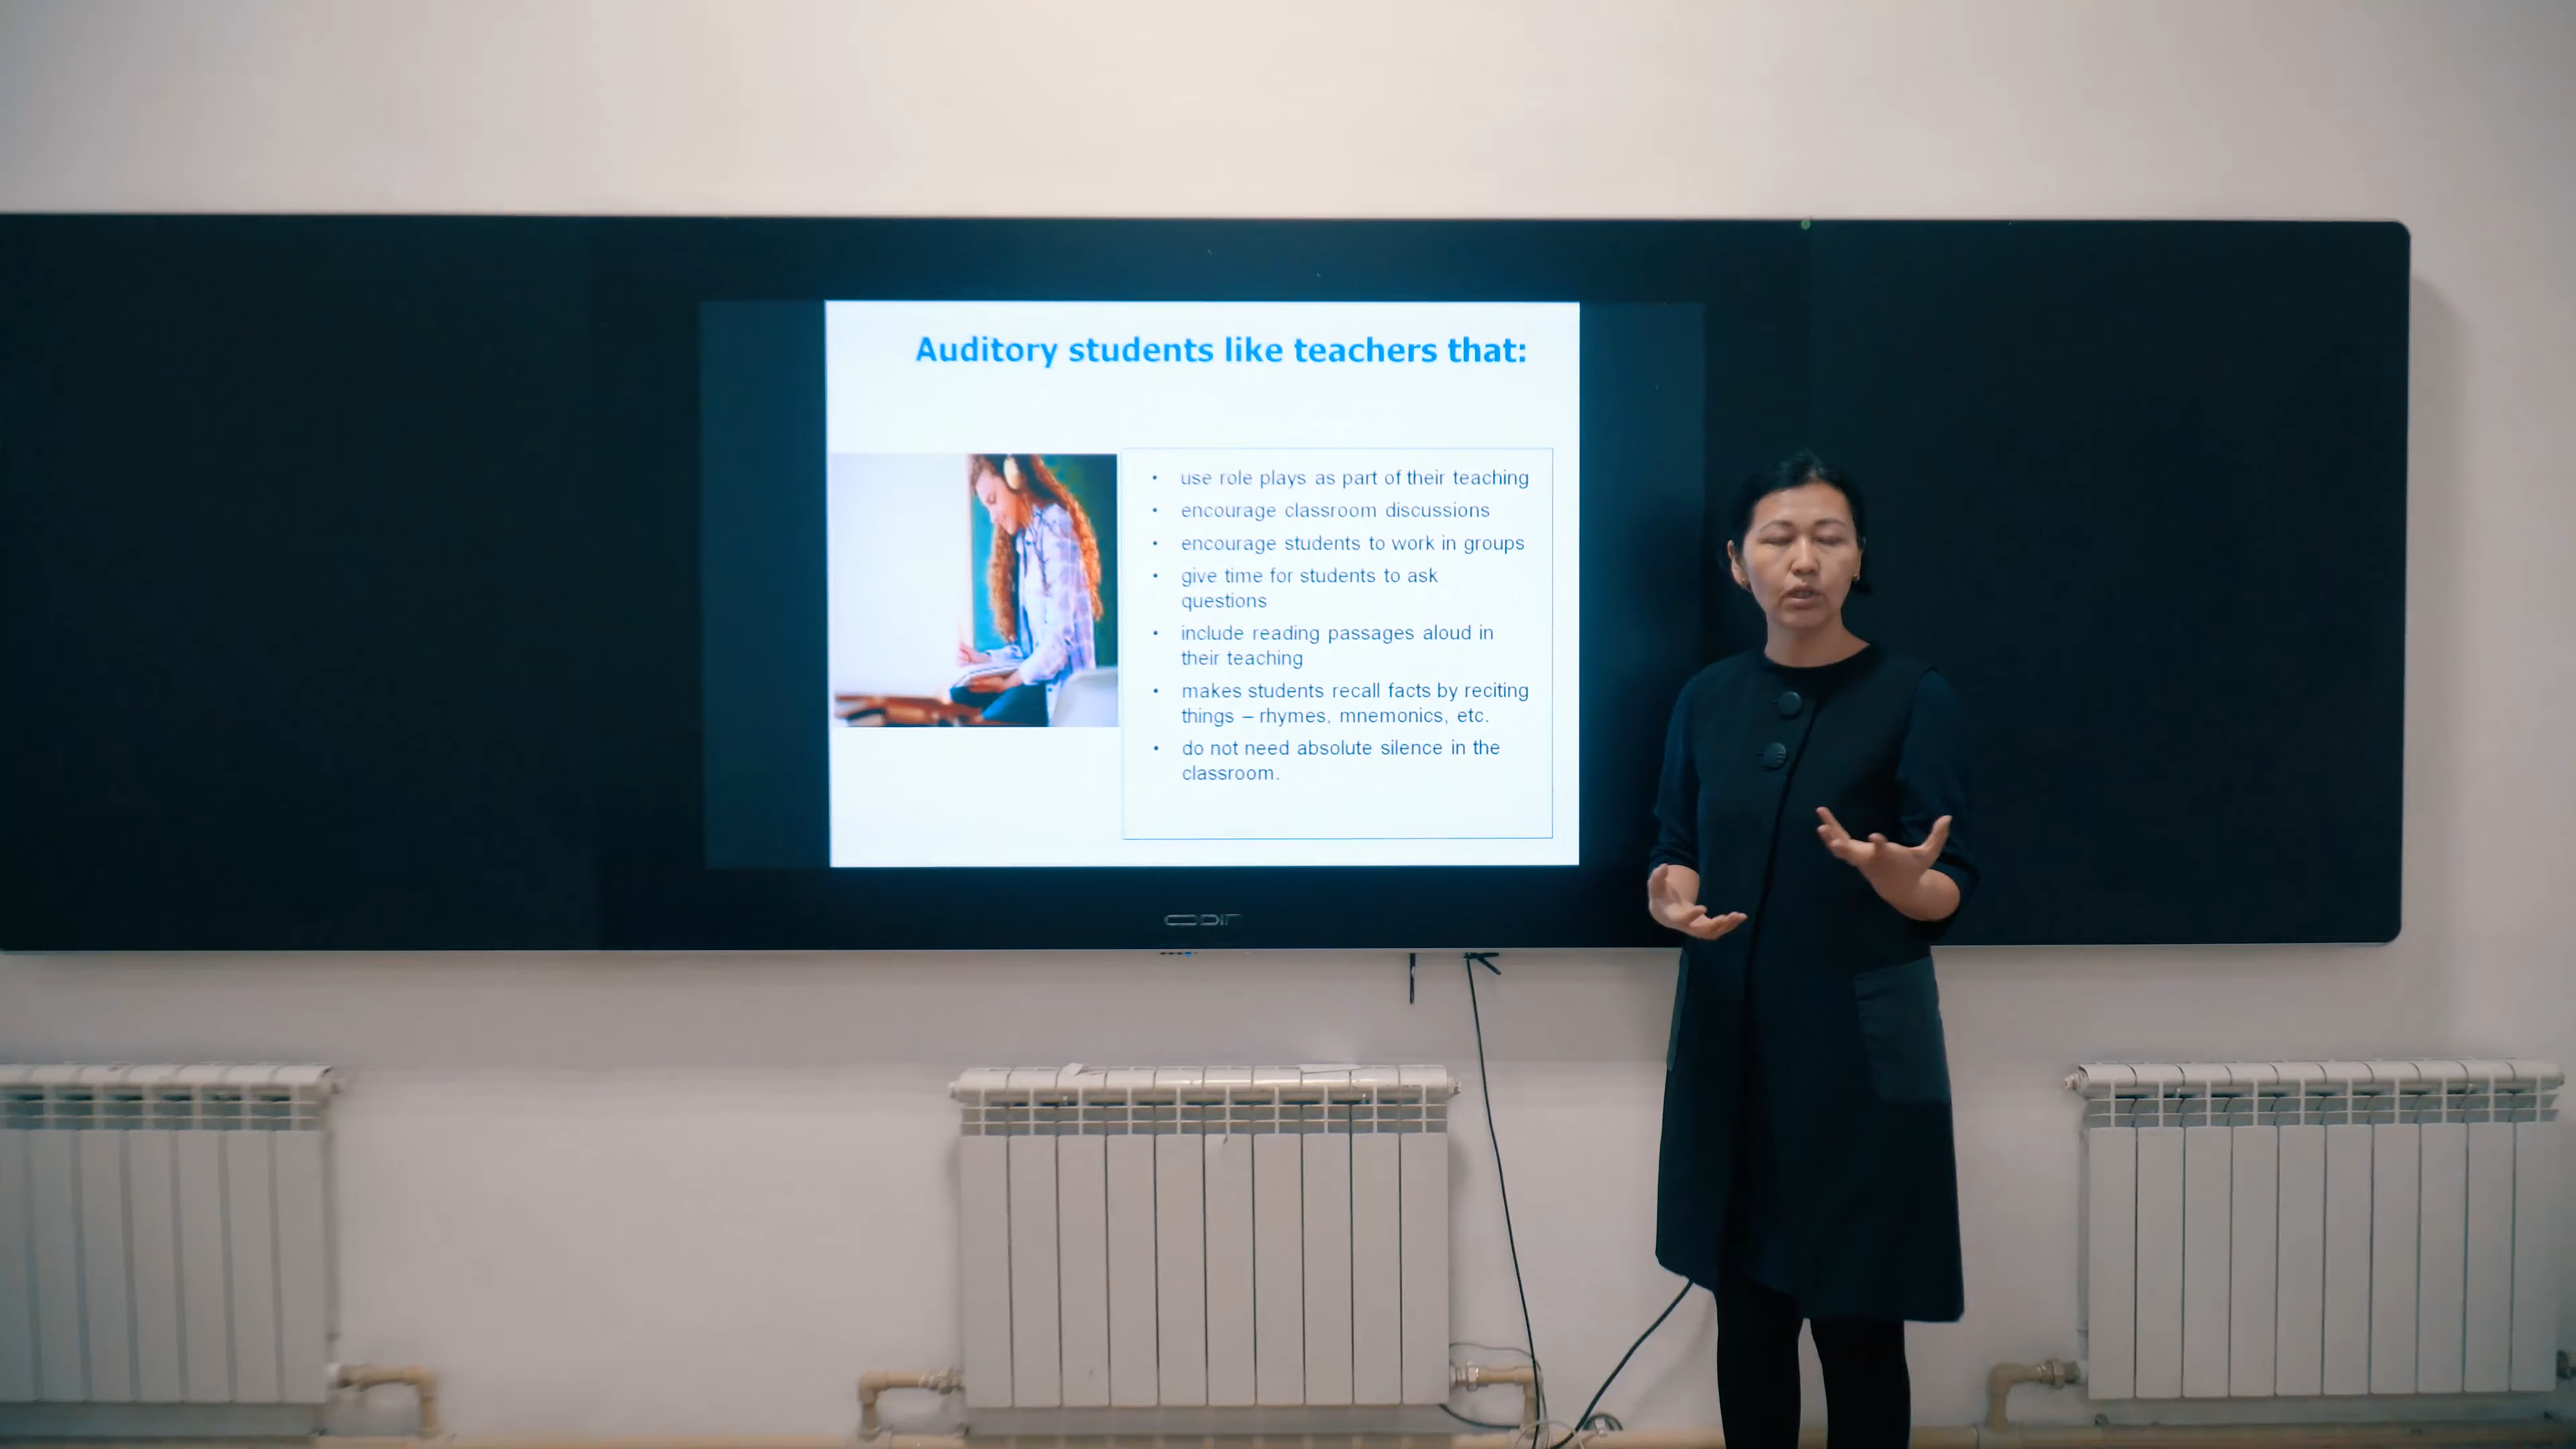 Auditory students like teachers that:
• use role plays as part of their teaching
• encourage classroom discussions
• encourage students to work in groups
• give time for students to ask
questions
• include reading passages aloud in
their teaching
• makes students recall facts by reciting
things – rhymes, mnemonics, etc.
• do not need absolute silence in the
classroom.